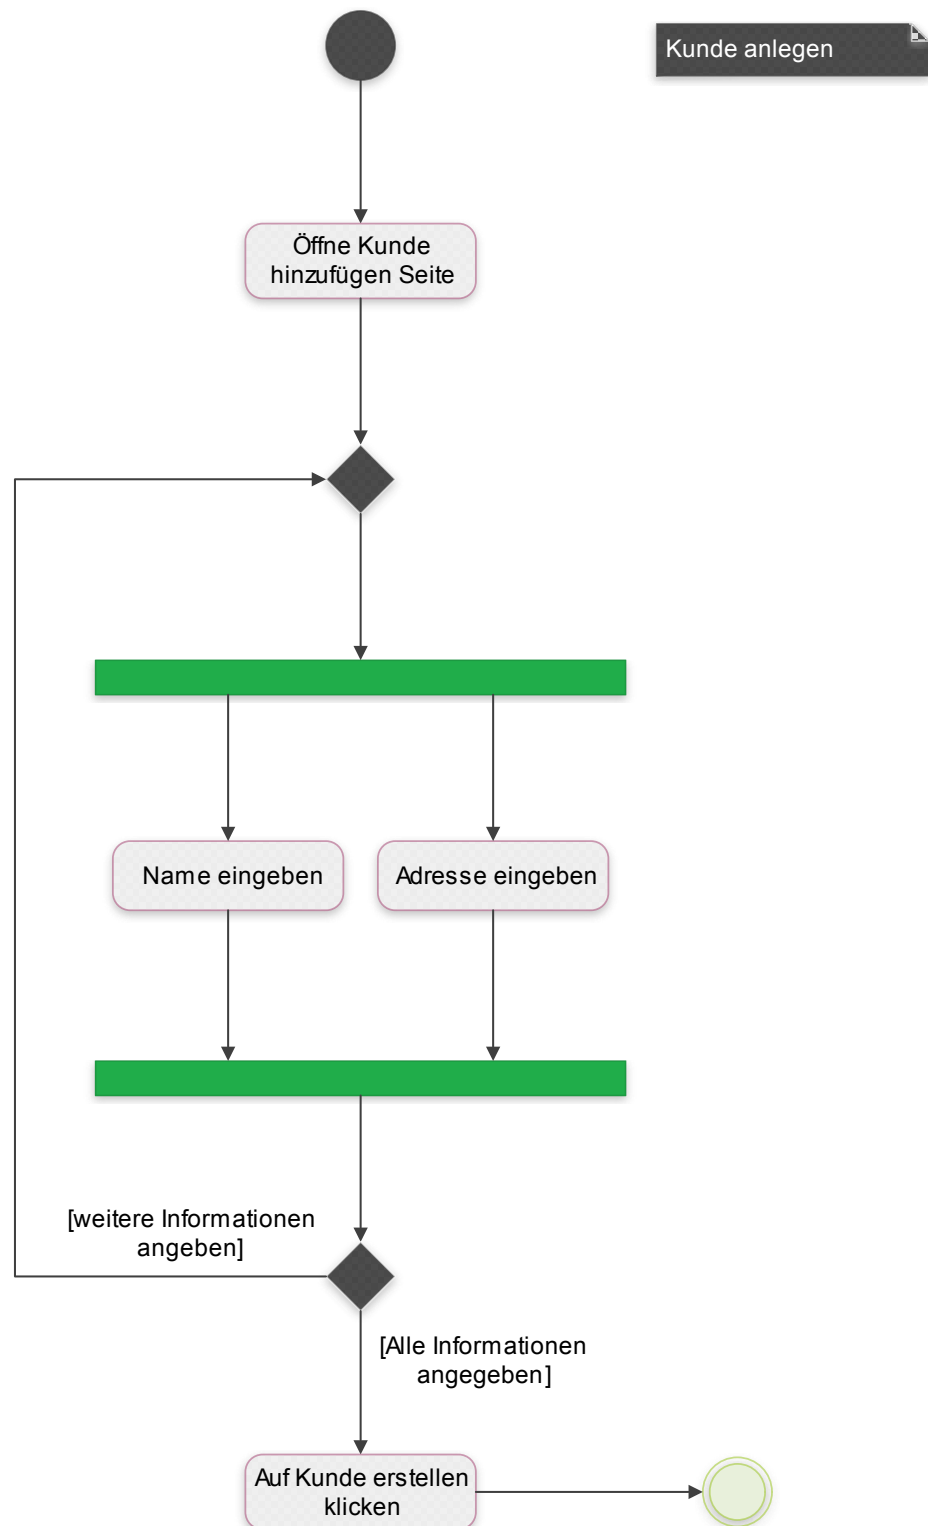 Kunde anlegen
Öffne Kunde
hinzufügen Seite
Name eingeben
Adresse eingeben
[weitere Informationen
angeben]
[Alle Informationen
angegeben]
Auf Kunde erstellen
klicken